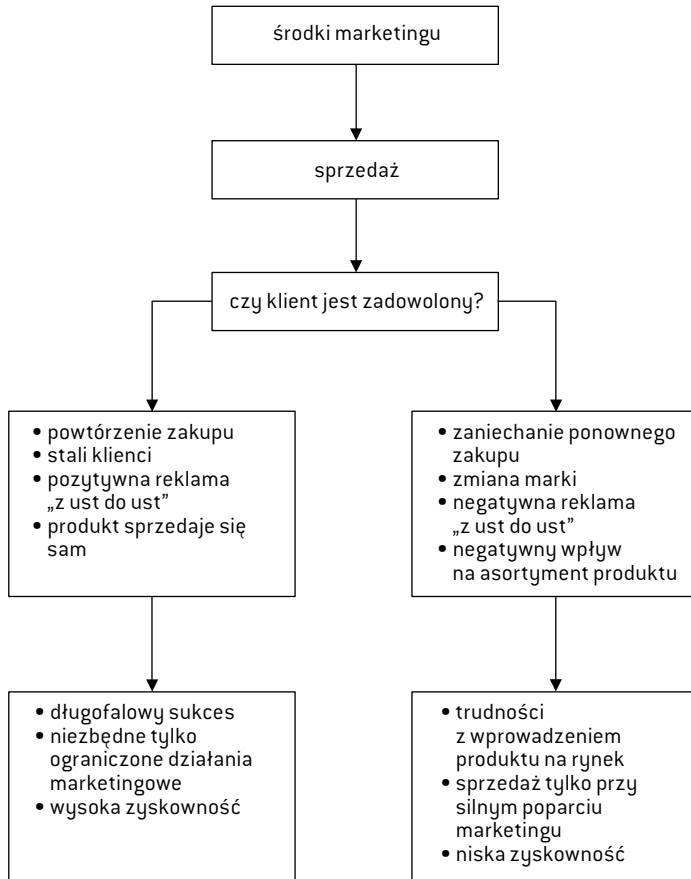 środki marketingu
sprzedaż
czy klient jest zadowolony?
• powtórzenie zakupu
• stali klienci
• pozytywna reklama
„z ust do ust”
• produkt sprzedaje się
sam
• zaniechanie ponownego
zakupu
• zmiana marki
• negatywna reklama
„z ust do ust”
• negatywny wpływ
na asortyment produktu
• długofalowy sukces
• niezbędne tylko
ograniczone działania
marketingowe
• wysoka zyskowność
• trudności
z wprowadzeniem
produktu na rynek
• sprzedaż tylko przy
silnym poparciu
marketingu
• niska zyskowność